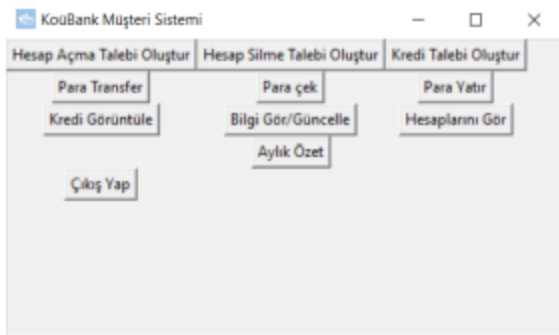 KoüBank Müşteri Sistemi
Hesap Açma Talebi Oluştur Hesap Silme Talebi Oluştur Kredi Talebi Oluştur
Para Transfer Para çek Para Yatır
Kredi Görüntüle Bilgi Gör/Güncelle Hesaplarını Gör
Aylık Özet
Çıkış Yap